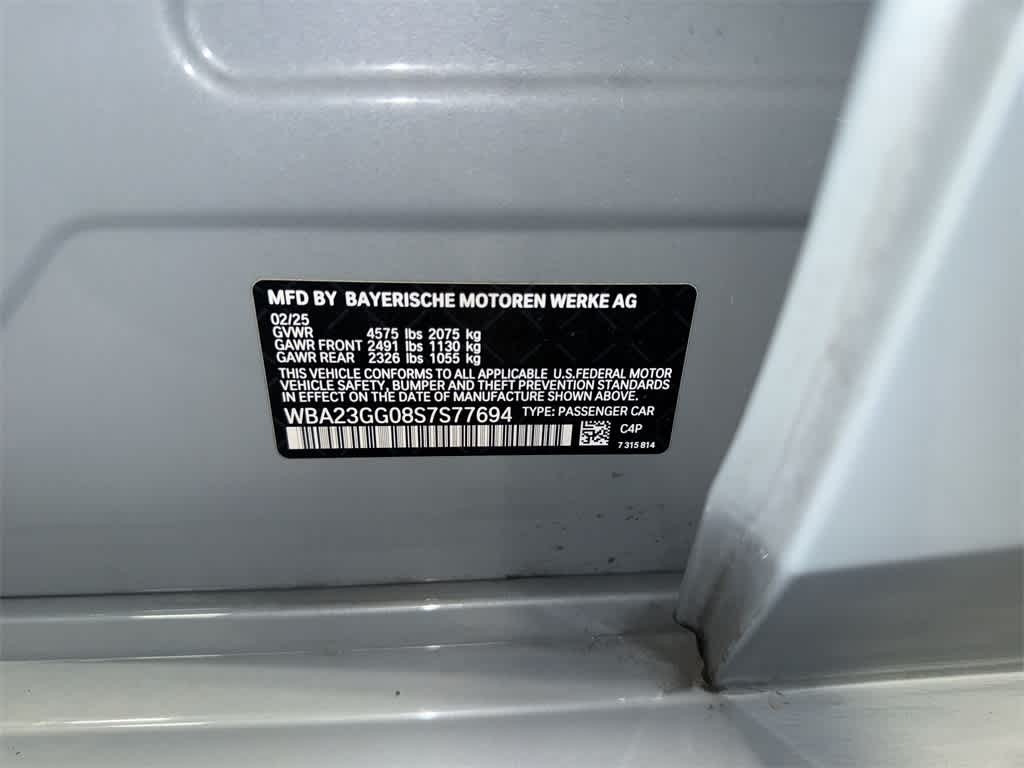 MFD BY BAYERISCHE MOTOREN WERKE AG
02/25
GVWR 4575 lbs 2075 kg
GAWR FRONT 2491 lbs 1130 kg
GAWR REAR 2326 lbs 1055 kg
THIS VEHICLE CONFORMS TO ALL APPLICABLE U.S.FEDERAL MOTOR
VEHICLE SAFETY, BUMPER AND THEFT PREVENTION STANDARDS
IN EFFECT ON THE DATE OF MANUFACTURE SHOWN ABOVE.
WBA23GG08S7S77694 TYPE: PASSENGER CAR
C4P
7 315 814